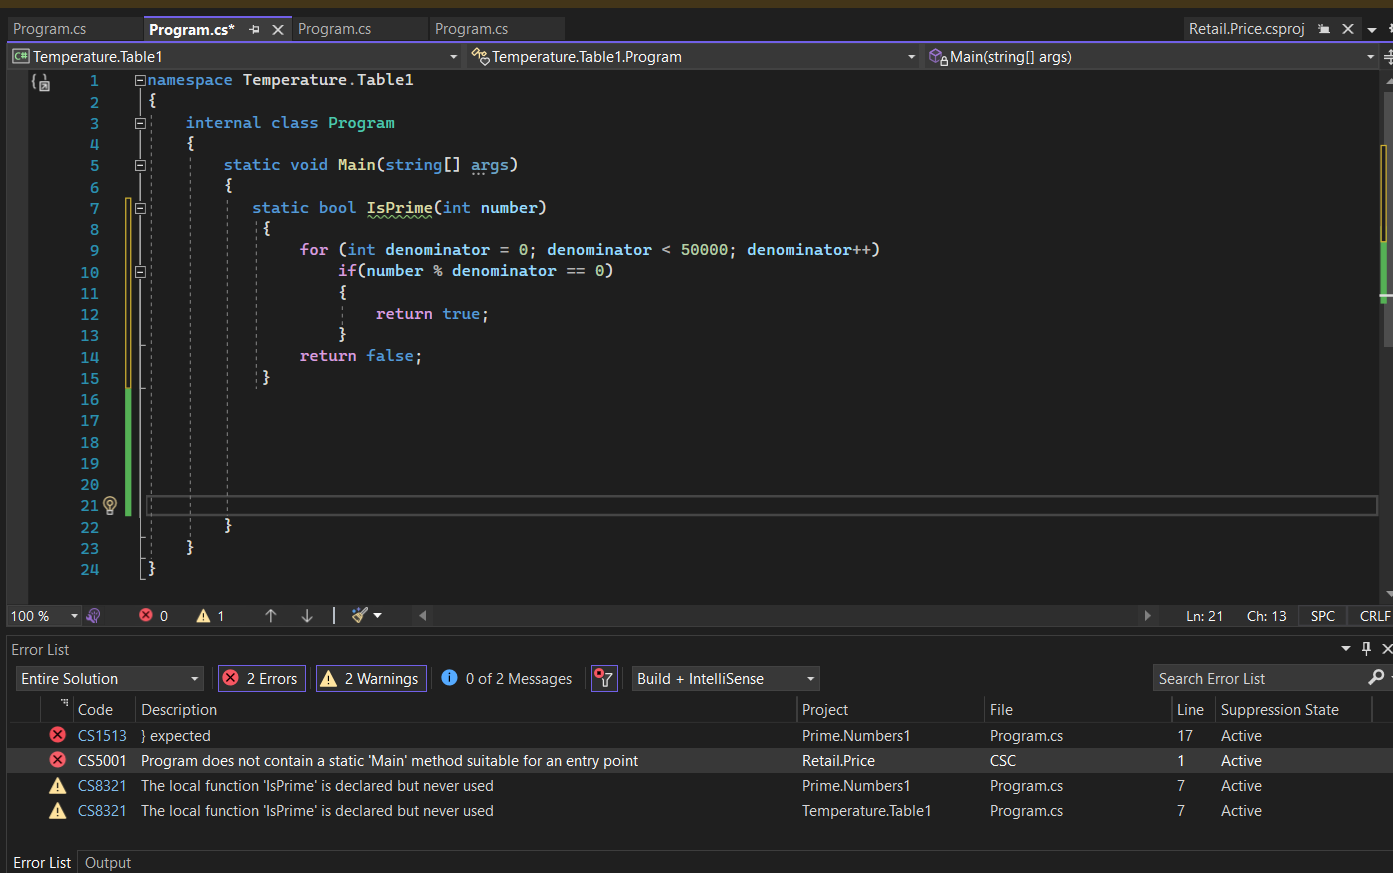 Program.cs Program.cs* Program.cs Program.cs Retail.Price.csproj
C# Temperature.Table1 Temperature.Table1.Program Main(string[] args)
1 namespace Temperature.Table1
2 {
3 internal class Program
4 {
5 static void Main(string[] args)
6 {
7 static bool IsPrime(int number)
8 {
9 for (int denominator = 0; denominator < 50000; denominator++)
10 if(number % denominator == 0)
11 {
12 return true;
13 }
14 return false;
15 }
16
17
18
19
20
21
22 }
23 }
24 }
100 % 0 1 Ln: 21 Ch: 13 SPC CRLF
Error List
Entire Solution 2 Errors 2 Warnings 0 of 2 Messages Build + IntelliSense Search Error List
Code Description Project File Line Suppression State
CS1513 } expected Prime.Numbers1 Program.cs 17 Active
CS5001 Program does not contain a static 'Main' method suitable for an entry point Retail.Price CSC 1 Active
CS8321 The local function 'IsPrime' is declared but never used Prime.Numbers1 Program.cs 7 Active
CS8321 The local function 'IsPrime' is declared but never used Temperature.Table1 Program.cs 7 Active
Error List Output